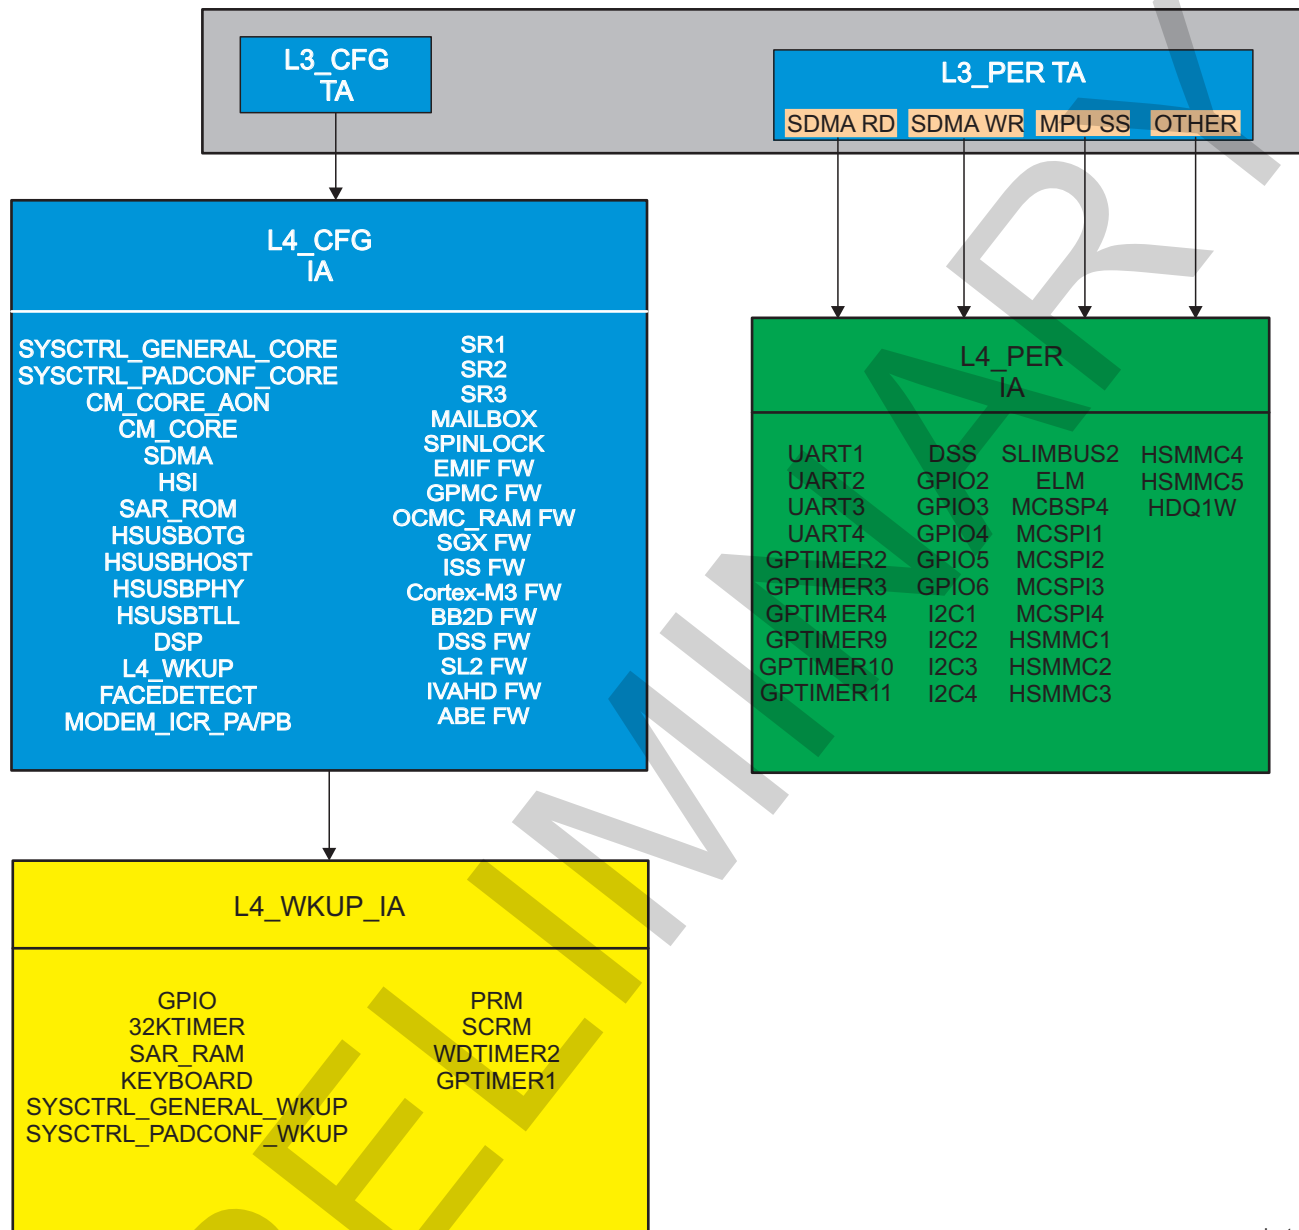 L3_CFG
TA
L3_PER TA
SDMA RD SDMA WR MPU SS OTHER
L4_CFG
IA
SYSCTRL_GENERAL_CORE
SYSCTRL_PADCONF_CORE
CM_CORE_AON
CM_CORE
SDMA
HSI
SAR_ROM
HSUSBOTG
HSUSBHOST
HSUSBPHY
HSUSBTLL
DSP
L4_WKUP
FACEDETECT
MODEM_ICR_PA/PB
SR1
SR2
SR3
MAILBOX
SPINLOCK
EMIF FW
GPMC FW
OCMC_RAM FW
SGX FW
ISS FW
Cortex-M3 FW
BB2D FW
DSS FW
SL2 FW
IVAHD FW
ABE FW
L4_PER
IA
UART1
UART2
UART3
UART4
GPTIMER2
GPTIMER3
GPTIMER4
GPTIMER9
GPTIMER10
GPTIMER11
DSS
GPIO2
GPIO3
GPIO4
GPIO5
GPIO6
I2C1
I2C2
I2C3
I2C4
SLIMBUS2
ELM
MCBSP4
MCSPI1
MCSPI2
MCSPI3
MCSPI4
HSMMC1
HSMMC2
HSMMC3
HSMMC4
HSMMC5
HDQ1W
L4_WKUP_IA
GPIO
32KTIMER
SAR_RAM
KEYBOARD
SYSCTRL_GENERAL_WKUP
SYSCTRL_PADCONF_WKUP
PRM
SCRM
WDTIMER2
GPTIMER1
ELIMINARY